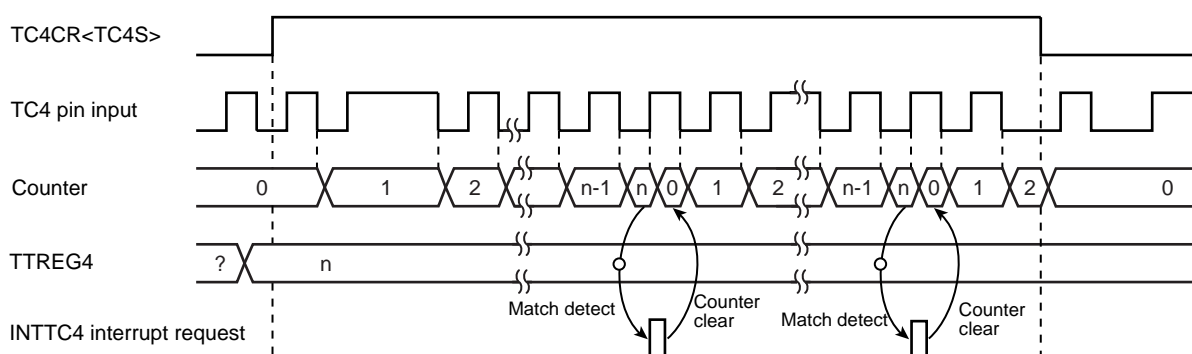 TC4CR<TC4S>
TC4 pin input
Counter 0 1 2 n-1 n 0 1 2 n-1 n 0 1 2 0
TTREG4 ? n
Match detect Counter clear Match detect Counter clear
INTTC4 interrupt request